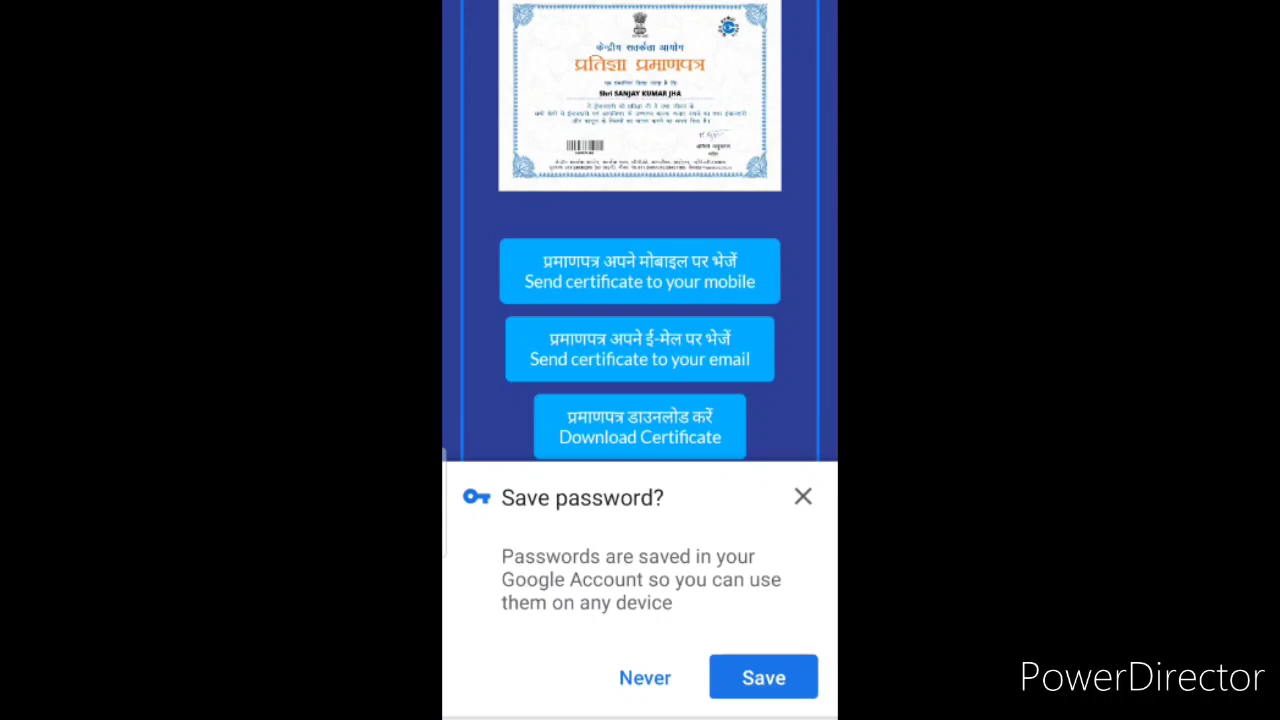 केन्द्रीय सतर्कता आयोग
प्रतिज्ञा प्रमाणपत्र
Shri SANJAY KUMAR JHA
प्रमाणपत्र अपने मोबाइल पर भेजें
Send certificate to your mobile
प्रमाणपत्र अपने ई-मेल पर भेजें
Send certificate to your email
प्रमाणपत्र डाउनलोड करें
Download Certificate
Save password?
Passwords are saved in your
Google Account so you can use
them on any device
Never
Save
PowerDirector